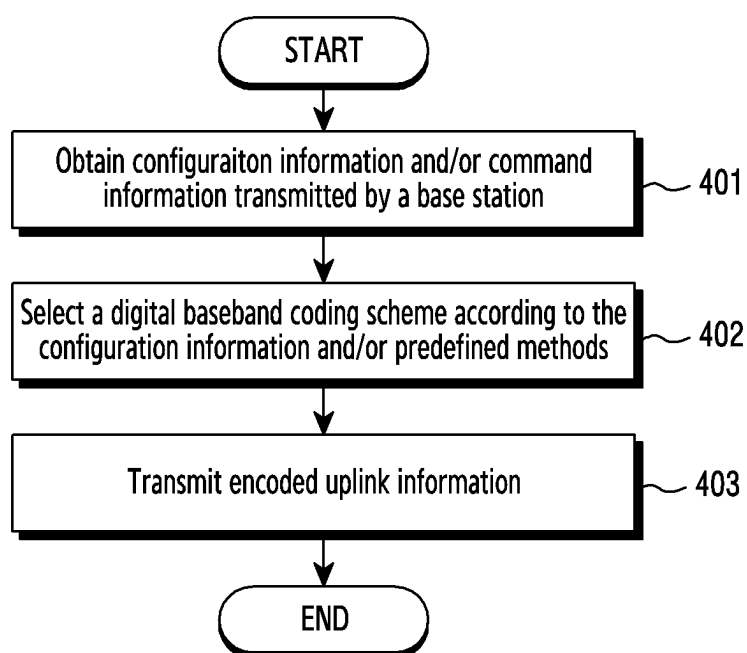 START
Obtain configuraiton information and/or command
information transmitted by a base station
401
Select a digital baseband coding scheme according to the
configuration information and/or predefined methods
402
Transmit encoded uplink information
403
END